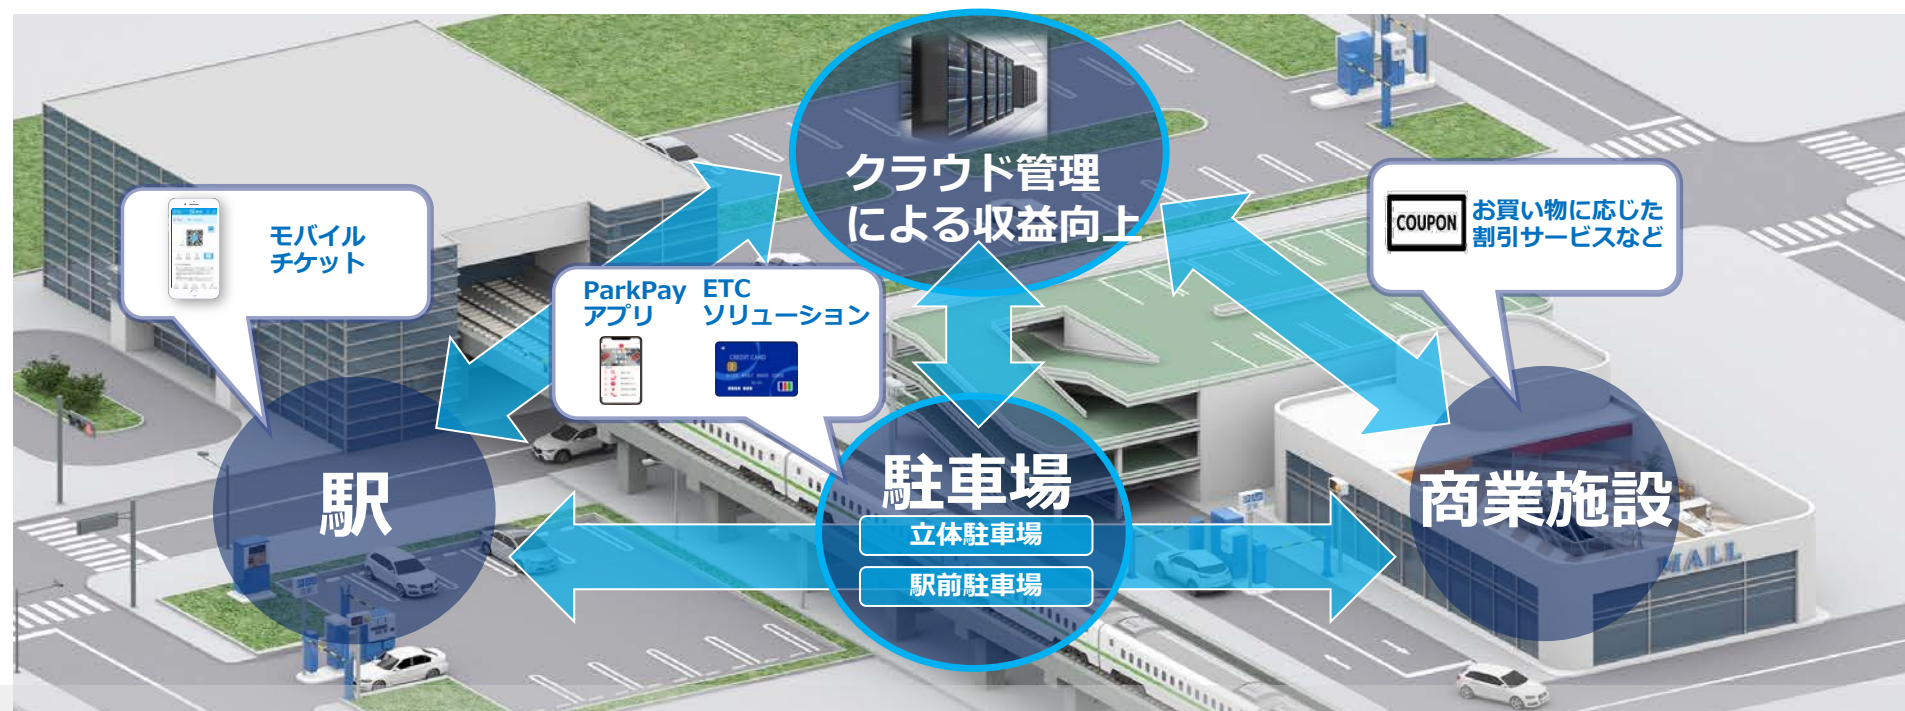 クラウド管理
による収益向上
モバイル
チケット
ParkPay
アプリ
ETC
ソリューション
CREDIT CARD
COUPON
お買い物に応じた
割引サービスなど
駅
駐車場
立体駐車場
駅前駐車場
商業施設
MALL